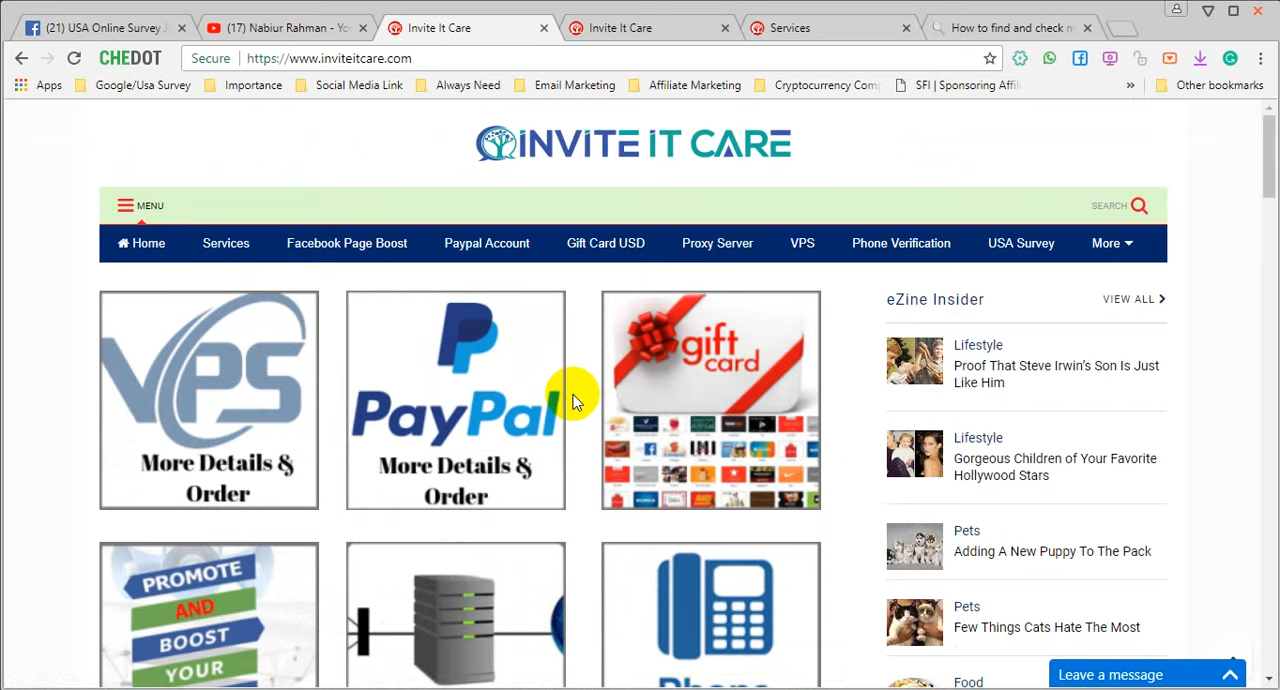 (21) USA Online Survey J
(17) Nabiur Rahman - Yo
Invite It Care
Invite It Care
Services
How to find and check m
CHEDOT
Secure
https://www.inviteitcare.com
Apps
Google/Usa Survey
Importance
Social Media Link
Always Need
Email Marketing
Affiliate Marketing
Cryptocurrency Comp
SFI | Sponsoring Affil
»
Other bookmarks
INVITE IT CARE
MENU
SEARCH
Home
Services
Facebook Page Boost
Paypal Account
Gift Card USD
Proxy Server
VPS
Phone Verification
USA Survey
More
VPS
More Details &
Order
PayPal
More Details &
Order
gift
card
PROMOTE
AND
BOOST
YOUR
Phone
eZine Insider
VIEW ALL
Lifestyle
Proof That Steve Irwin's Son Is Just
Like Him
Lifestyle
Gorgeous Children of Your Favorite
Hollywood Stars
Pets
Adding A New Puppy To The Pack
Pets
Few Things Cats Hate The Most
Food
Leave a message